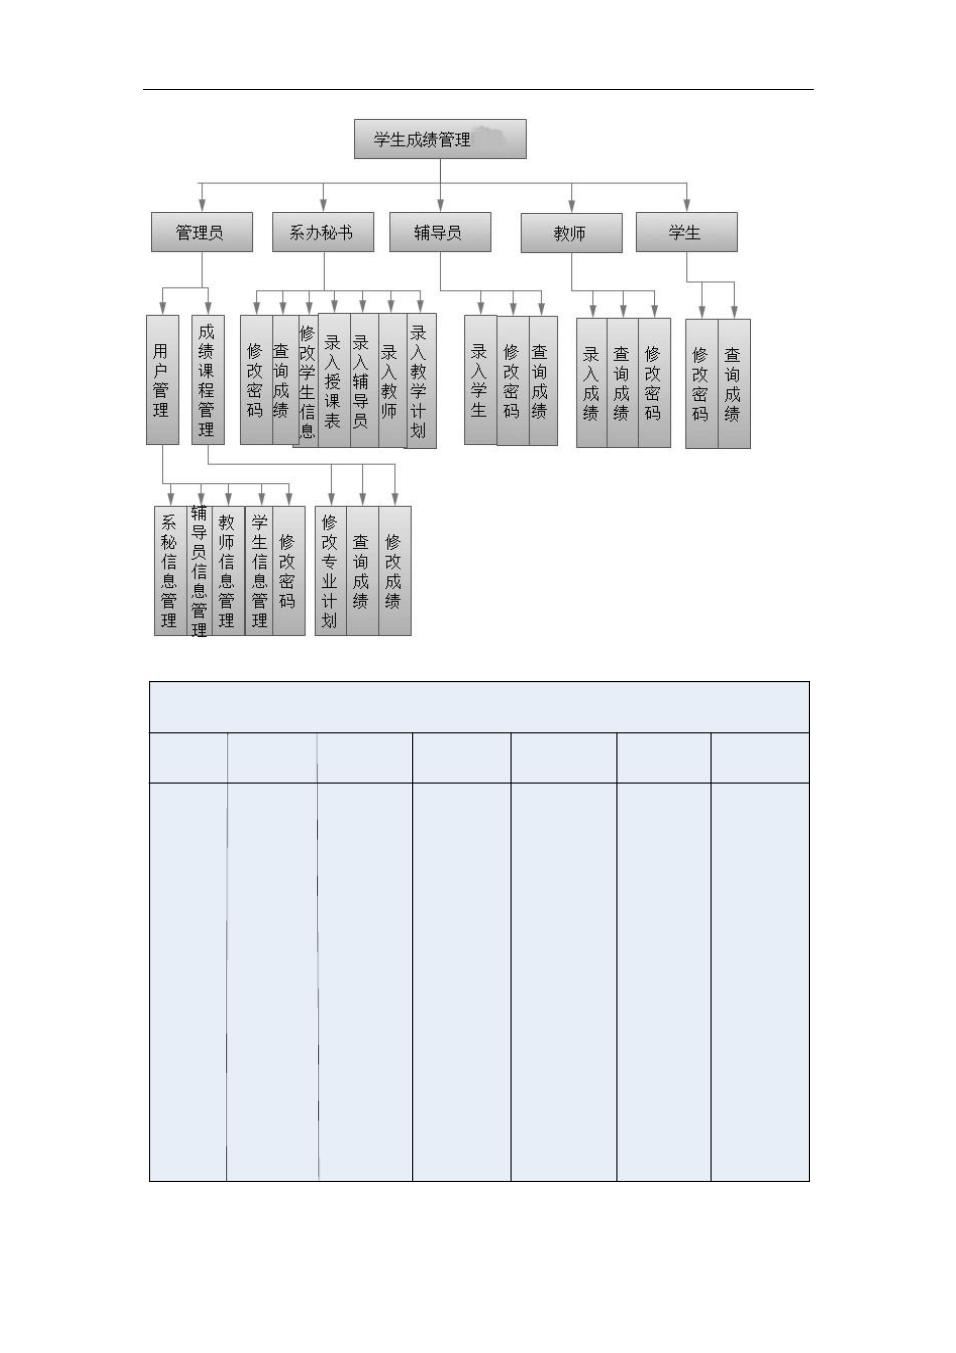 学生成绩管理
管理员
系办秘书
辅导员
教师
学生
用户管理
成绩课程管理
修改密码
查询成绩
修改学生信息
录入授课表
录入辅导员
录入教师
录入教学计划
录入学生
修改密码
查询成绩
录入成绩
查询成绩
修改密码
修改密码
查询成绩
系秘信息管理
辅导员信息管理
教师信息管理
学生信息管理
修改密码
修改专业计划
查询成绩
修改成绩